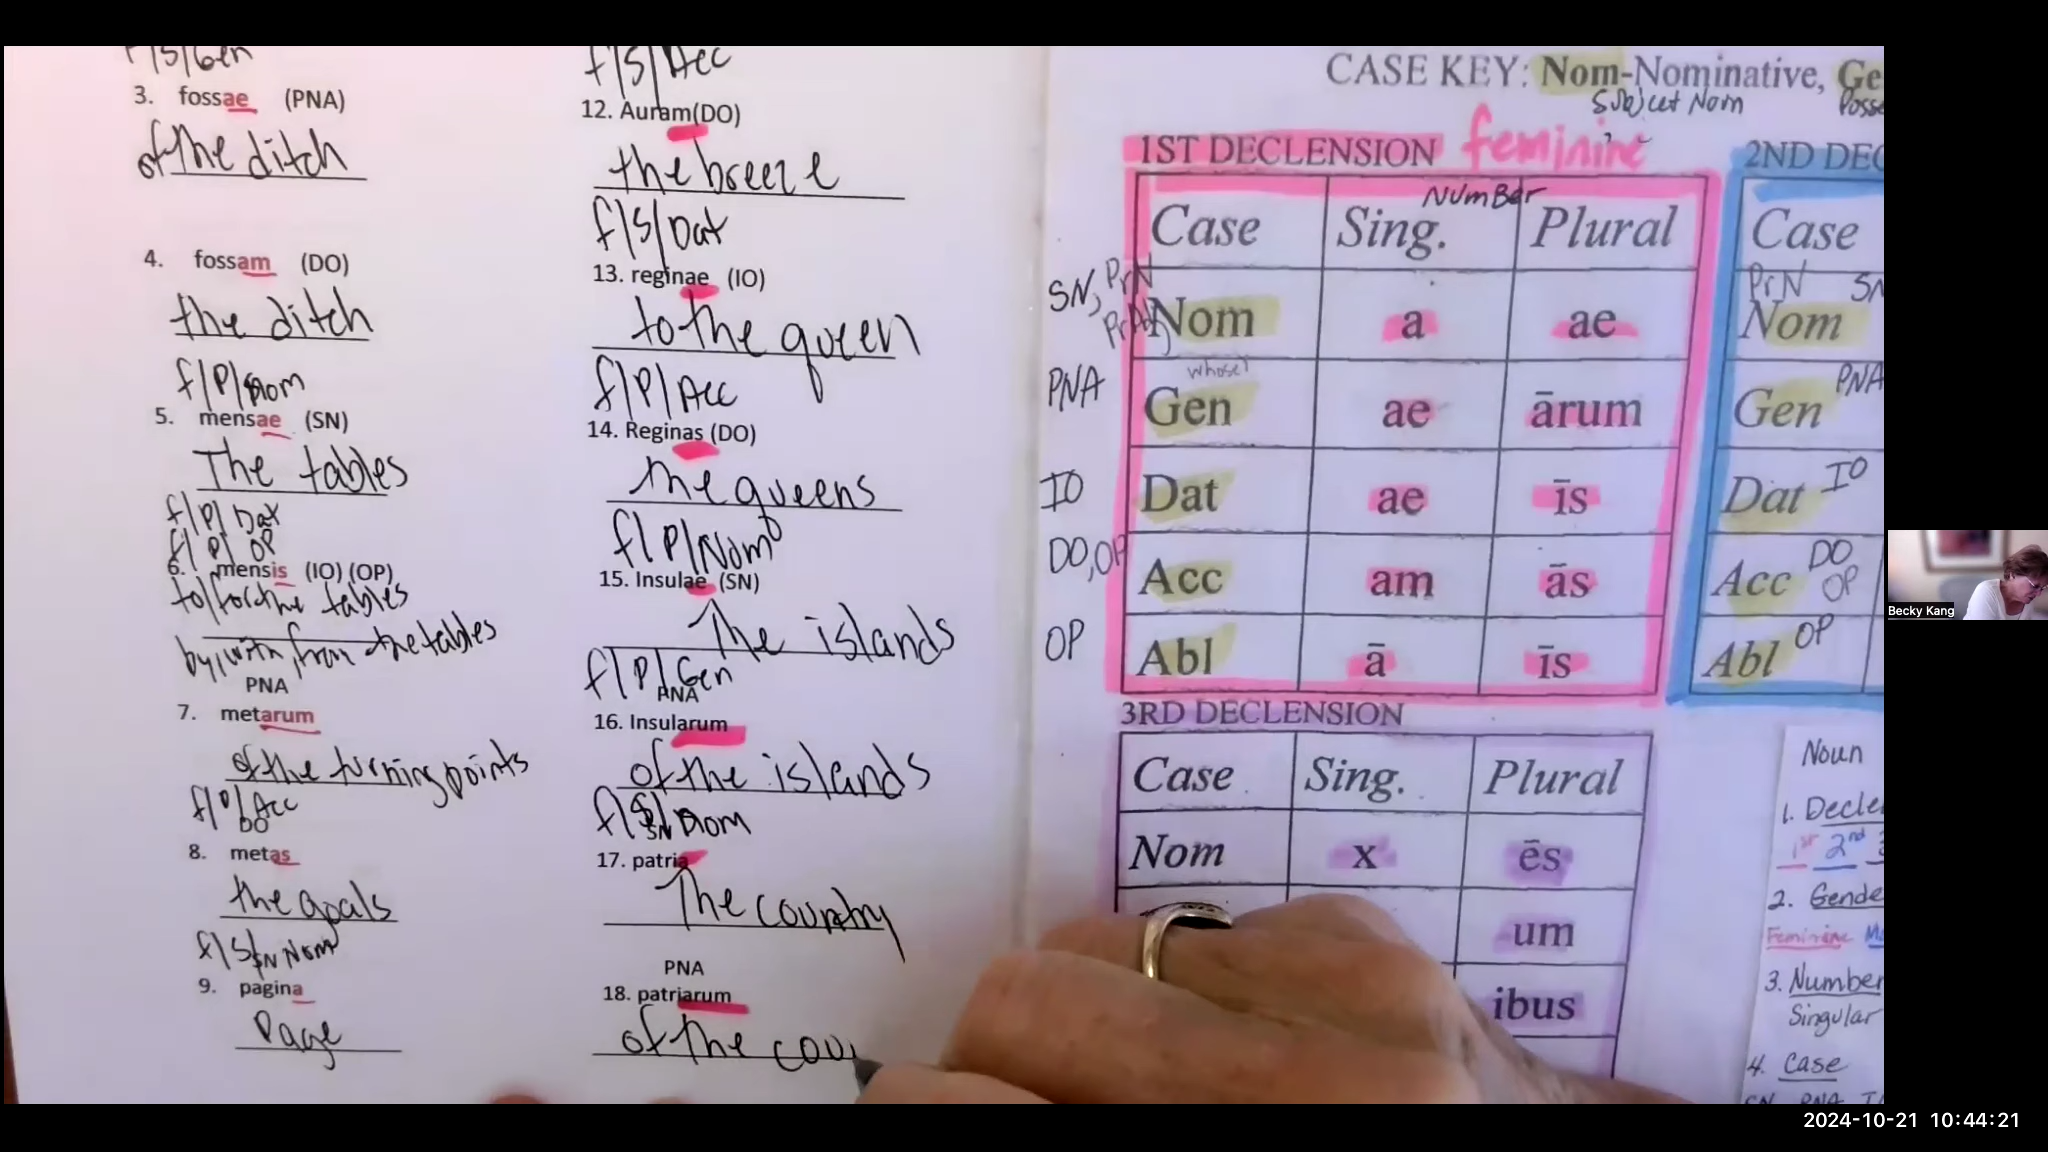 f/S/Gen
3. fossae (PNA)
of the ditch
4. fossam (DO)
the ditch
f/P/Nom
5. mensae (SN)
The tables
f/P/Dat
f/P/OP
6. mensis (IO) (OP)
to/for the tables
by, with, from the tables
PNA
7. metarum
of the turning points
f/P/Acc
DO
8. metas
the goals
f/S/SN Nom
9. pagina
Page
f/S/Acc
12. Auram(DO)
the breeze
f/S/Dat
13. reginae (IO)
to the queen
f/P/Acc
14. Reginas (DO)
the queens
f/P/Nom
15. Insulae (SN)
The islands
f/P/Gen
PNA
16. Insularum
of the islands
f/S/Nom
SN
17. patria
The country
PNA
18. patriarum
of the cou
CASE KEY: Nom-Nominative, Ge
Subject Nom
Posse
1ST DECLENSION feminine
NumBer
Case Sing. Plural
SN, PrN
PrAdj
Nom a ae
whose?
PNA Gen ae ārum
IO Dat ae īs
DO, OP Acc am ās
OP Abl ā īs
2ND DEC
Case
PrN SN
Nom
PNA
Gen
Dat IO
DO
Acc OP
Abl OP
3RD DECLENSION
Case Sing. Plural
Nom x ēs
um
ibus
Noun
1. Decle
1st 2nd 3
2. Gende
Feminine M
3. Number
Singular
4. Case
SN PNA I
Becky Kang
2024-10-21 10:44:21